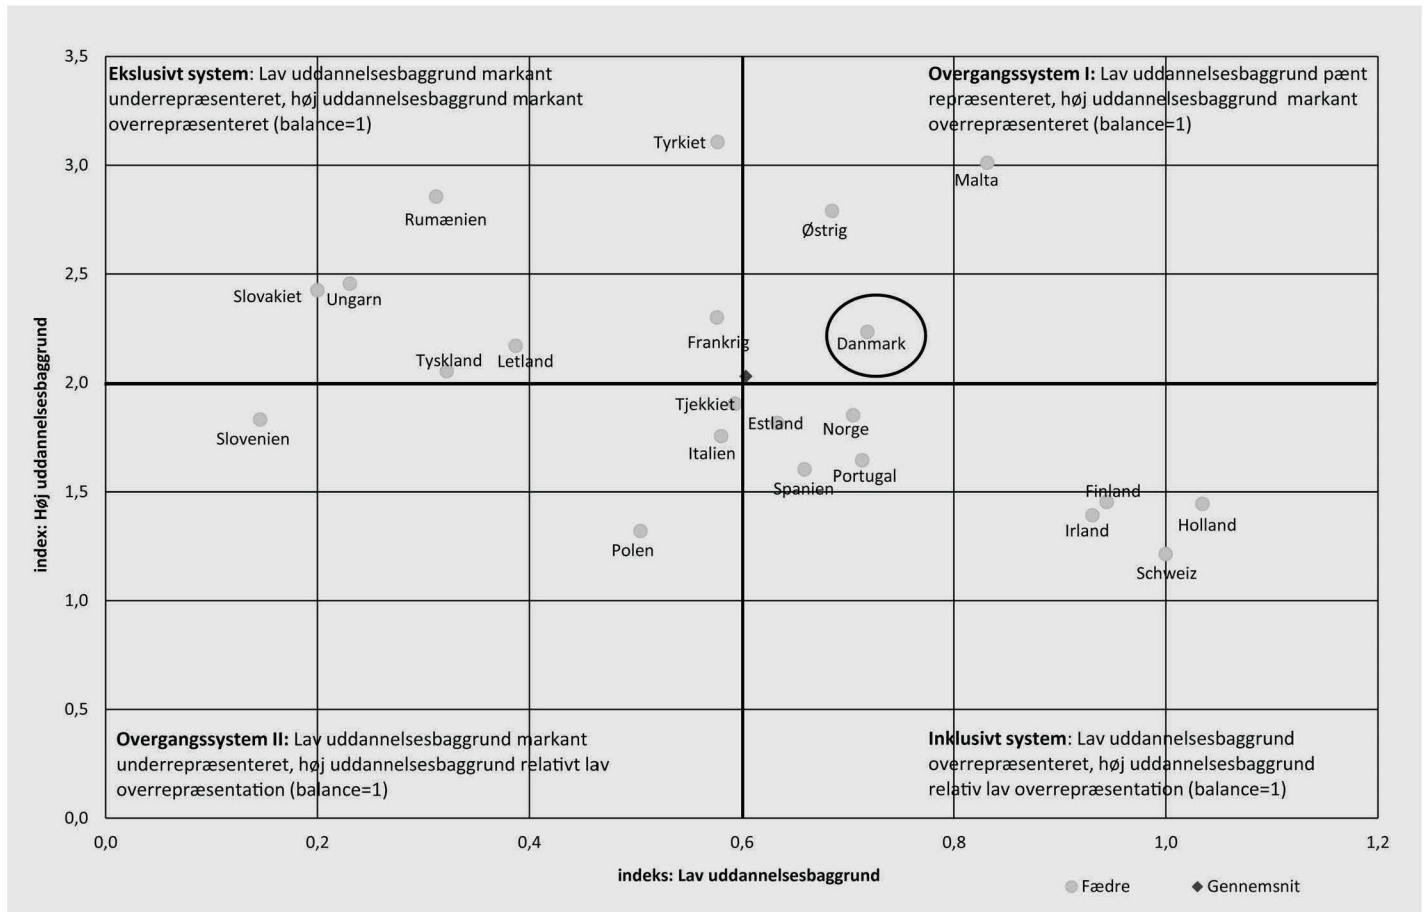 3,5
Ekslusivt system: Lav uddannelsesbaggrund markant
underrepræsenteret, høj uddannelsesbaggrund markant
overrepræsenteret (balance=1)
Overgangssystem I: Lav uddannelsesbaggrund pænt
repræsenteret, høj uddannelsesbaggrund markant
overrepræsenteret (balance=1)
Tyrkiet
3,0
Malta
Rumænien
Østrig
2,5
Slovakiet
Ungarn
Frankrig
Danmark
Tyskland
Letland
2,0
Tjekkiet
Estland
Norge
Slovenien
Italien
Portugal
Spanien
1,5
Finland
Irland
Holland
Polen
Schweiz
1,0
0,5
Overgangssystem II: Lav uddannelsesbaggrund markant
underrepræsenteret, høj uddannelsesbaggrund relativt lav
overrepræsentation (balance=1)
Inklusivt system: Lav uddannelsesbaggrund
overrepræsenteret, høj uddannelsesbaggrund
relativ lav overrepræsentation (balance=1)
0,0
index: Høj uddannelsesbaggrund
0,0 0,2 0,4 0,6 0,8 1,0 1,2
indeks: Lav uddannelsesbaggrund
Fædre
Gennemsnit